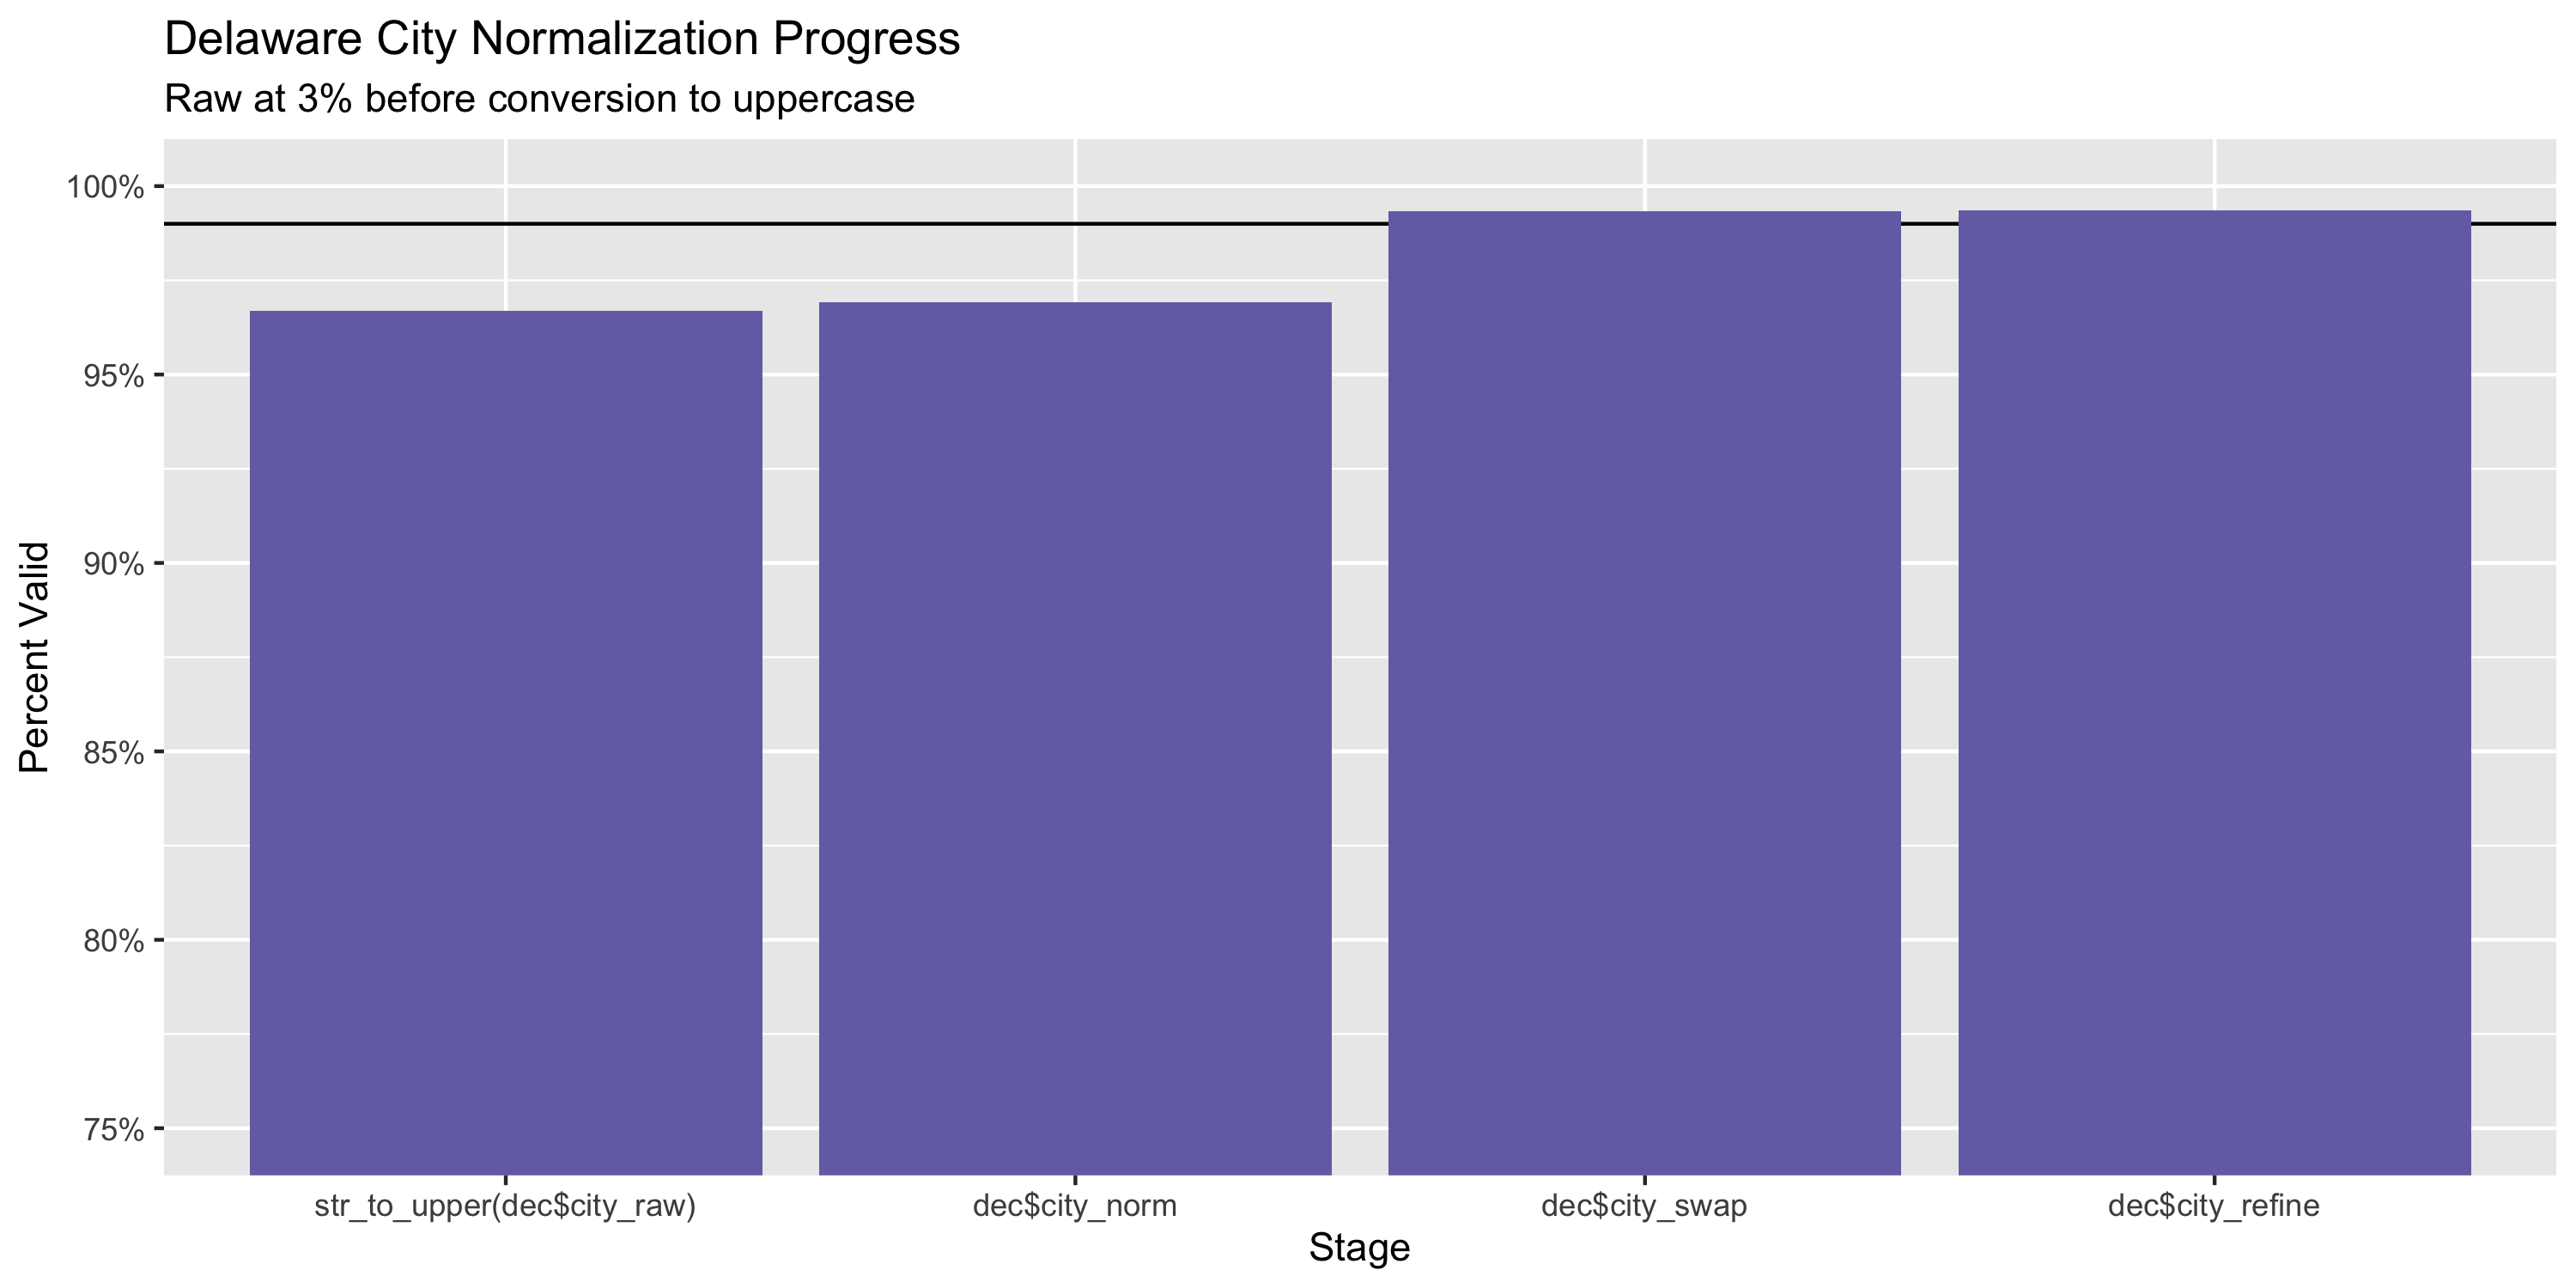 Delaware City Normalization Progress
Raw at 3% before conversion to uppercase
100%
95%
90%
85%
80%
75%
Percent Valid
str_to_upper(dec$city_raw)
dec$city_norm
dec$city_swap
dec$city_refine
Stage